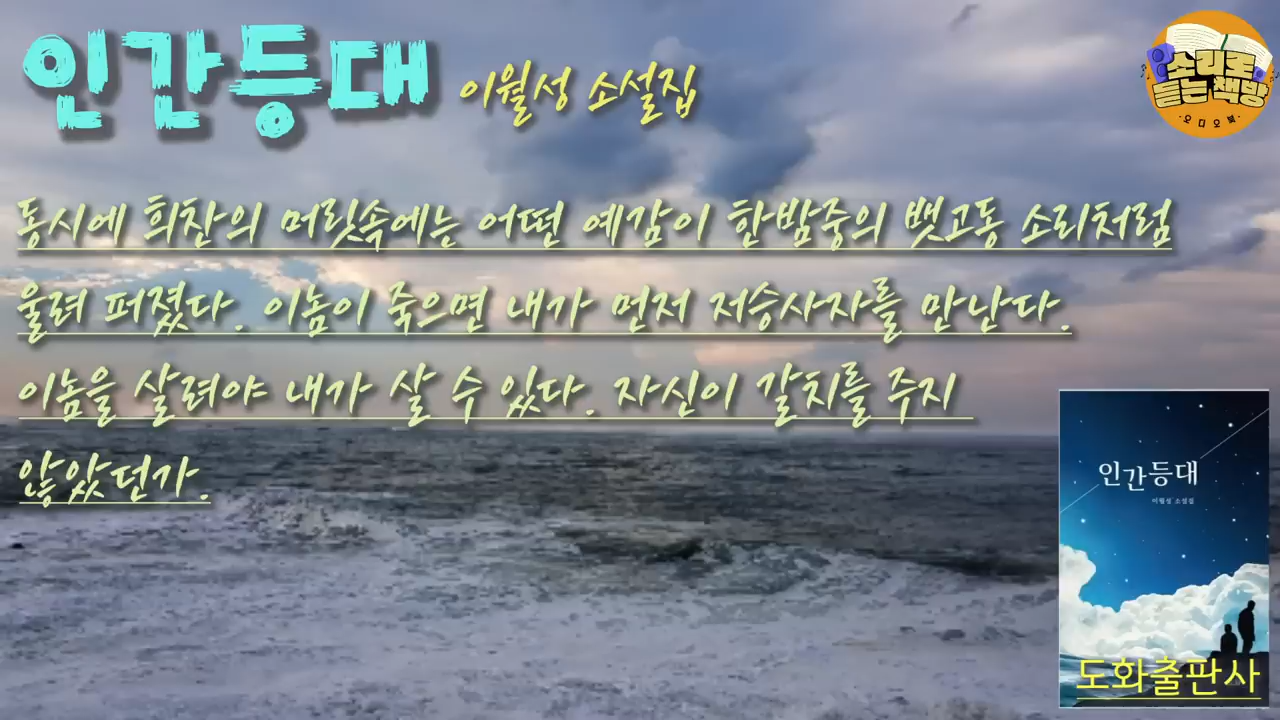 인간등대 이월성 소설집
소리로
듣는 책방
·오디오북·
동시에 희찬의 머릿속에는 어떤 예감이 한밤중의 뱃고동 소리처럼
울려 퍼졌다. 이놈이 죽으면 내가 먼저 저승사자를 만난다.
이놈을 살려야 내가 살 수 있다. 자신이 갈치를 주지
않았던가.
인간등대
이월성 소설집
도화출판사